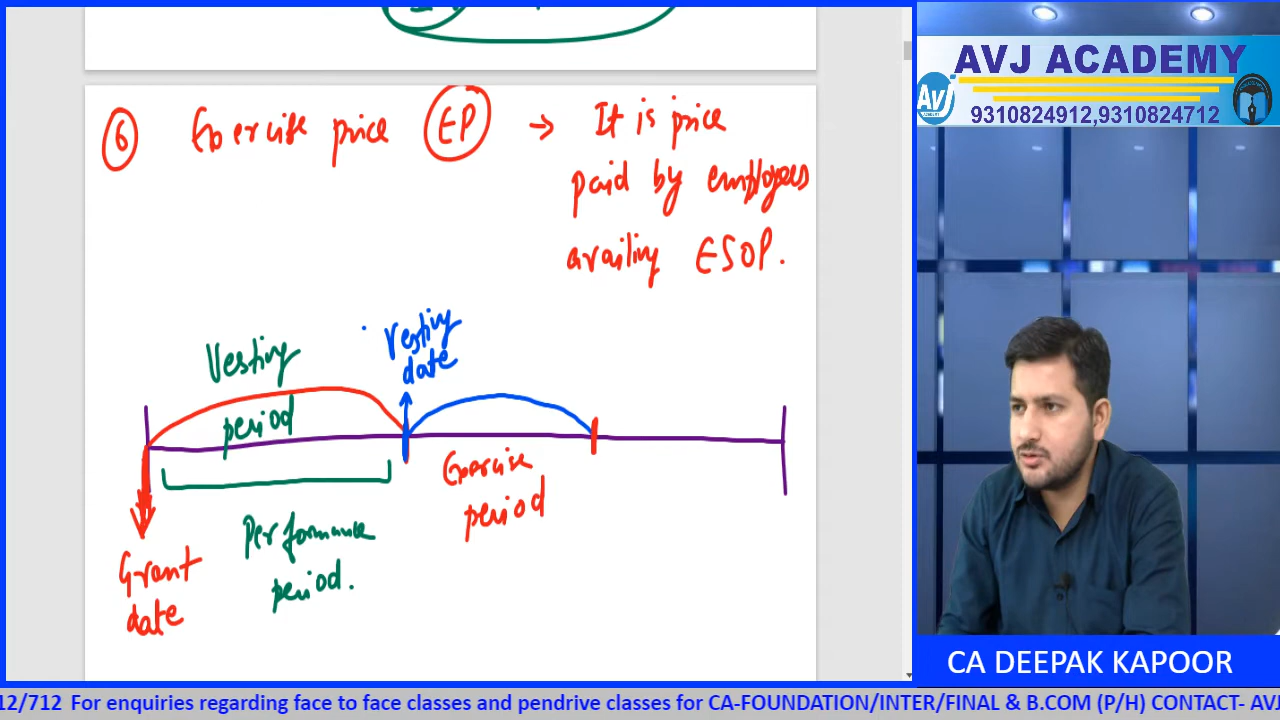 6 Exercise price EP → It is price
paid by employees
availing ESOP.
Vesting
period
Vesting
date
Exercise
period
Performance
period.
Grant
date
AVJ ACADEMY
AVJ
ACADEMY
9310824912,9310824712
CA DEEPAK KAPOOR
12/712 For enquiries regarding face to face classes and pendrive classes for CA-FOUNDATION/INTER/FINAL & B.COM (P/H) CONTACT- AVJ